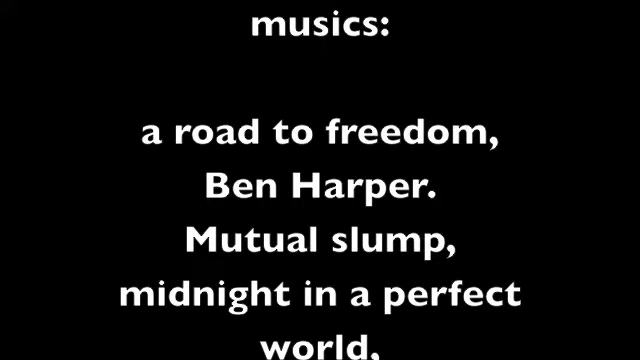 musics:
a road to freedom,
Ben Harper.
Mutual slump,
midnight in a perfect
world,